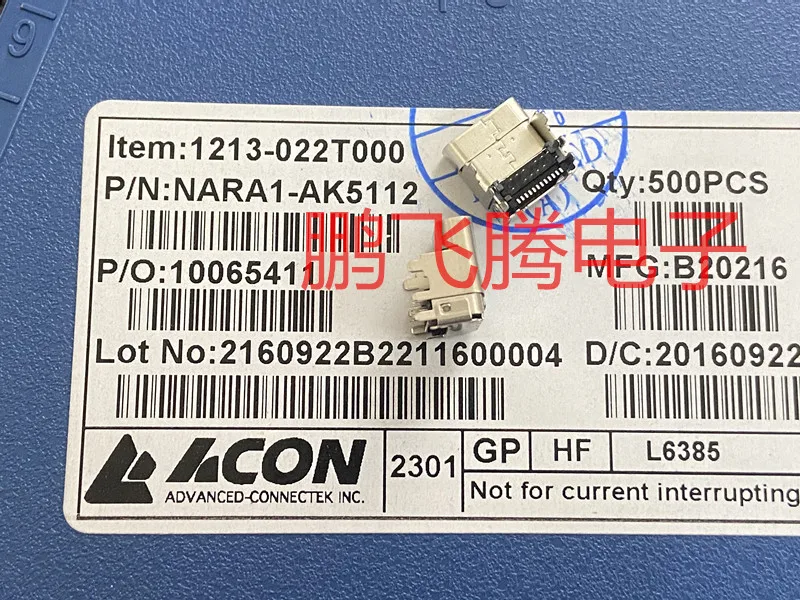 Item:1213-022T000
P/N:NARA1-AK5112
Qty:500PCS
鹏飞腾电子
P/O:10065411
MFG:B20216
Lot No:2160922B2211600004
D/C:20160922
ACON
ADVANCED-CONNECTEK INC.
2301
GP
HF
L6385
Not for current interrupting